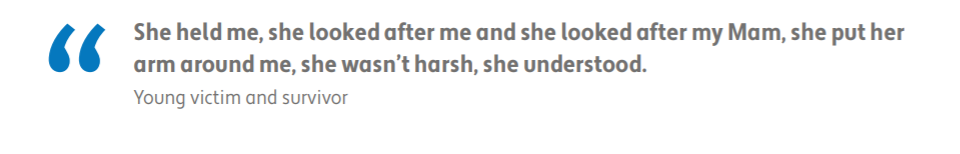 She held me, she looked after me and she looked after my Mam, she put her
arm around me, she wasn’t harsh, she understood.
Young victim and survivor